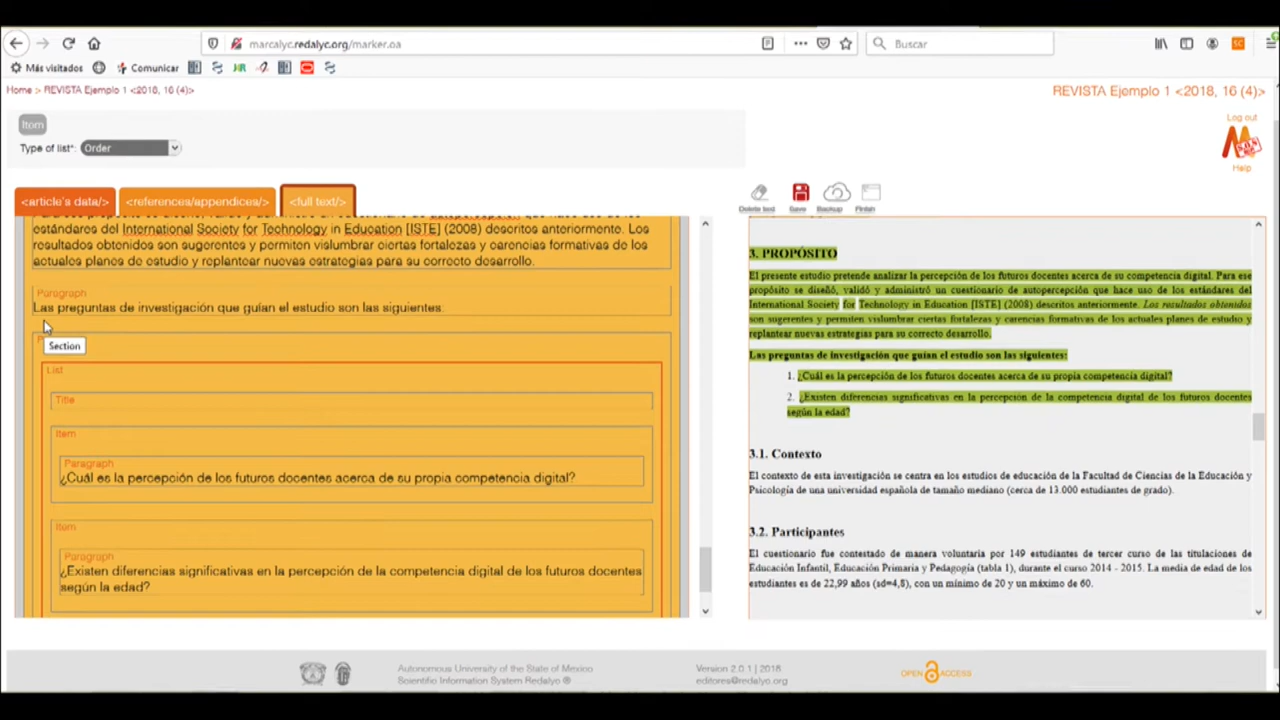 marcalyc.redalyc.org/marker.oa
Buscar
Más visitados
Comunicar
Home > REVISTA Ejemplo 1 <2018, 16 (4)>
REVISTA Ejemplo 1 <2018, 16 (4)>
Log out
Help
Item
Type of list*: Order
<article's data/>
<references/appendices/>
<full text/>
Delete text
Save
Backup
Finish
estándares del International Society for Technology in Education [ISTE] (2008) descritos anteriormente. Los
resultados obtenidos son sugerentes y permiten vislumbrar ciertas fortalezas y carencias formativas de los
actuales planes de estudio y replantear nuevas estrategias para su correcto desarrollo.
Paragraph
Las preguntas de investigación que guían el estudio son las siguientes:
Section
List
Title
Item
Paragraph
¿Cuál es la percepción de los futuros docentes acerca de su propia competencia digital?
Item
Paragraph
¿Existen diferencias significativas en la percepción de la competencia digital de los futuros docentes
según la edad?
3. PROPÓSITO
El presente estudio pretende analizar la percepción de los futuros docentes acerca de su competencia digital. Para ese
propósito se diseñó, validó y administró un cuestionario de autopercepción que hace uso de los estándares del
International Society for Technology in Education [ISTE] (2008) descritos anteriormente. Los resultados obtenidos
son sugerentes y permiten vislumbrar ciertas fortalezas y carencias formativas de los actuales planes de estudio y
replantear nuevas estrategias para su correcto desarrollo.
Las preguntas de investigación que guían el estudio son las siguientes:
1. ¿Cuál es la percepción de los futuros docentes acerca de su propia competencia digital?
2. ¿Existen diferencias significativas en la percepción de la competencia digital de los futuros docentes
según la edad?
3.1. Contexto
El contexto de esta investigación se centra en los estudios de educación de la Facultad de Ciencias de la Educación y
Psicología de una universidad española de tamaño mediano (cerca de 13.000 estudiantes de grado).
3.2. Participantes
El cuestionario fue contestado de manera voluntaria por 149 estudiantes de tercer curso de las titulaciones de
Educación Infantil, Educación Primaria y Pedagogía (tabla 1), durante el curso 2014 - 2015. La media de edad de los
estudiantes es de 22,99 años (sd=4,8), con un mínimo de 20 y un máximo de 60.
Autonomous University of the State of Mexico
Scientific Information System Redalyc ®
Version 2.0.1 | 2018
editores@redalyc.org
OPEN ACCESS